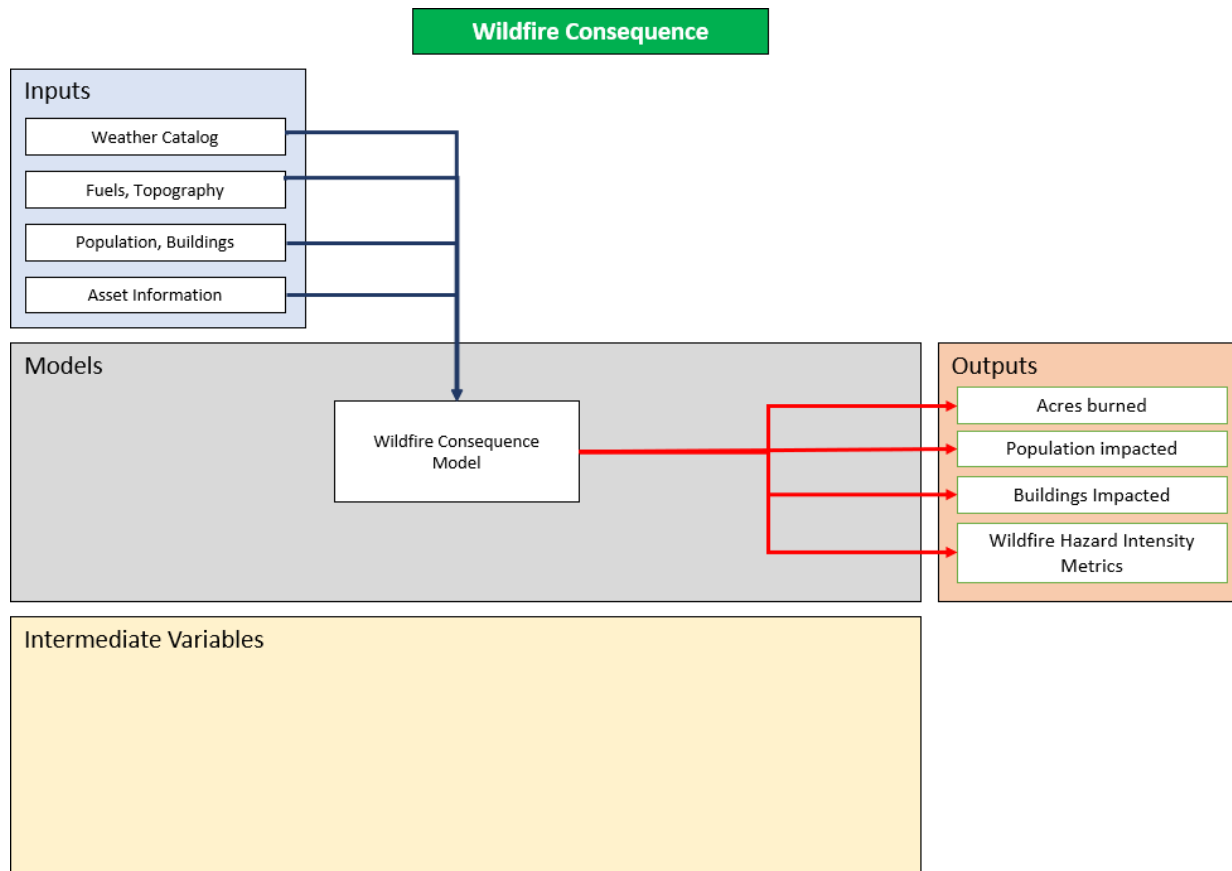 Wildfire Consequence
Inputs
Weather Catalog
Fuels, Topography
Population, Buildings
Asset Information
Models
Wildfire Consequence
Model
Outputs
Acres burned
Population impacted
Buildings Impacted
Wildfire Hazard Intensity
Metrics
Intermediate Variables